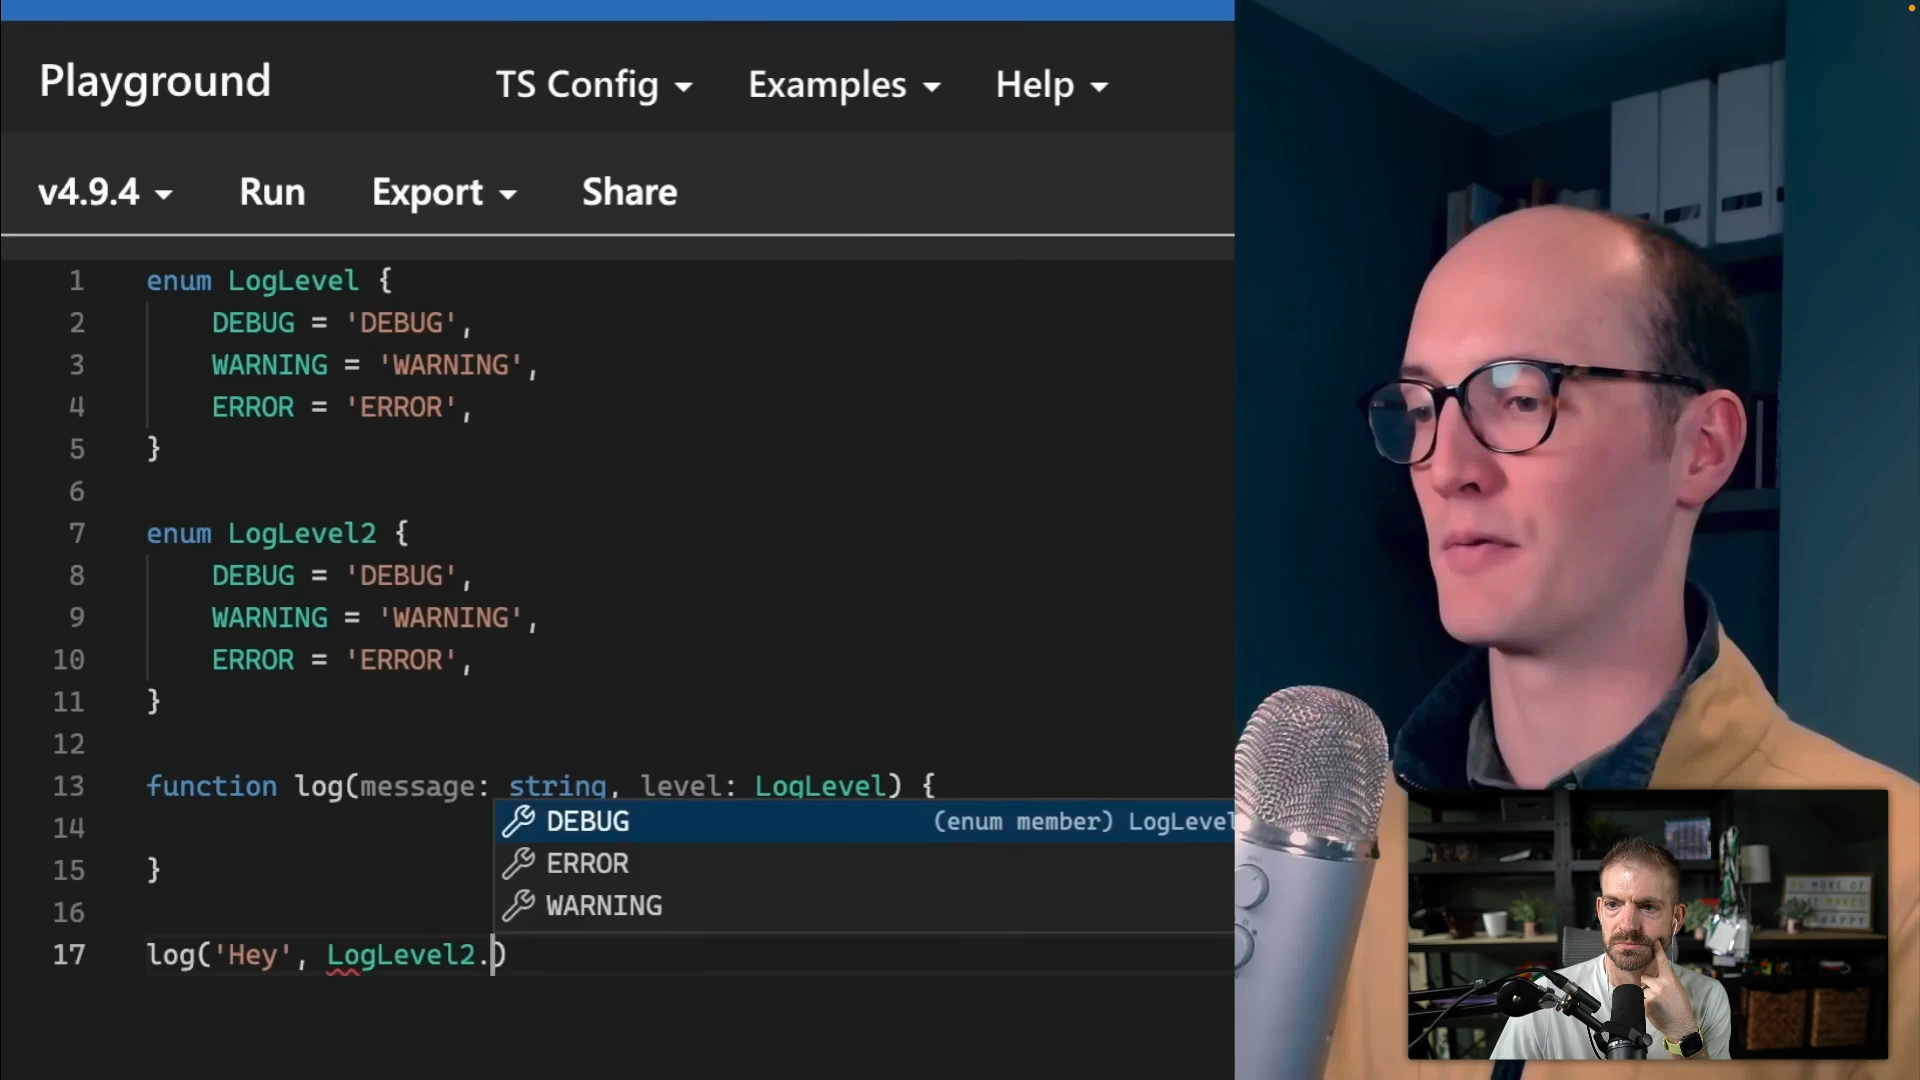 Playground
TS Config
Examples
Help
v4.9.4
Run
Export
Share
1 enum LogLevel {
2 DEBUG = 'DEBUG',
3 WARNING = 'WARNING',
4 ERROR = 'ERROR',
5 }
6
7 enum LogLevel2 {
8 DEBUG = 'DEBUG',
9 WARNING = 'WARNING',
10 ERROR = 'ERROR',
11 }
12
13 function log(message: string, level: LogLevel) {
DEBUG (enum member) LogLevel
14
ERROR
15 }
WARNING
16
17 log('Hey', LogLevel2.)